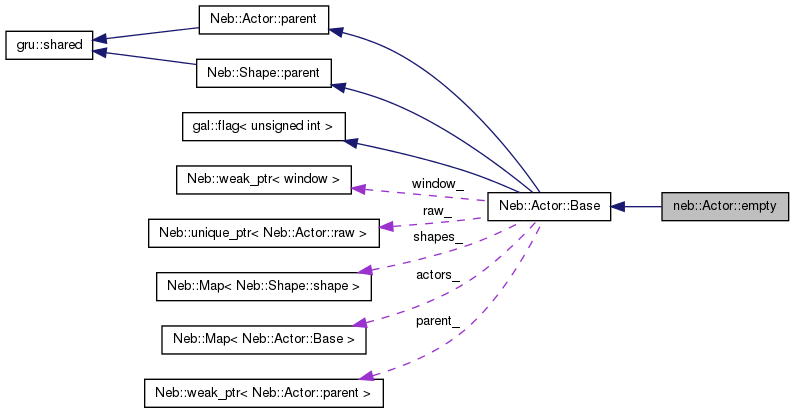 Neb::Actor::parent
gru::shared
Neb::Shape::parent
gal::flag< unsigned int >
Neb::weak_ptr< window >
window_
Neb::Actor::Base
neb::Actor::empty
raw_
Neb::unique_ptr< Neb::Actor::raw >
shapes_
Neb::Map< Neb::Shape::shape >
actors_
Neb::Map< Neb::Actor::Base >
parent_
Neb::weak_ptr< Neb::Actor::parent >